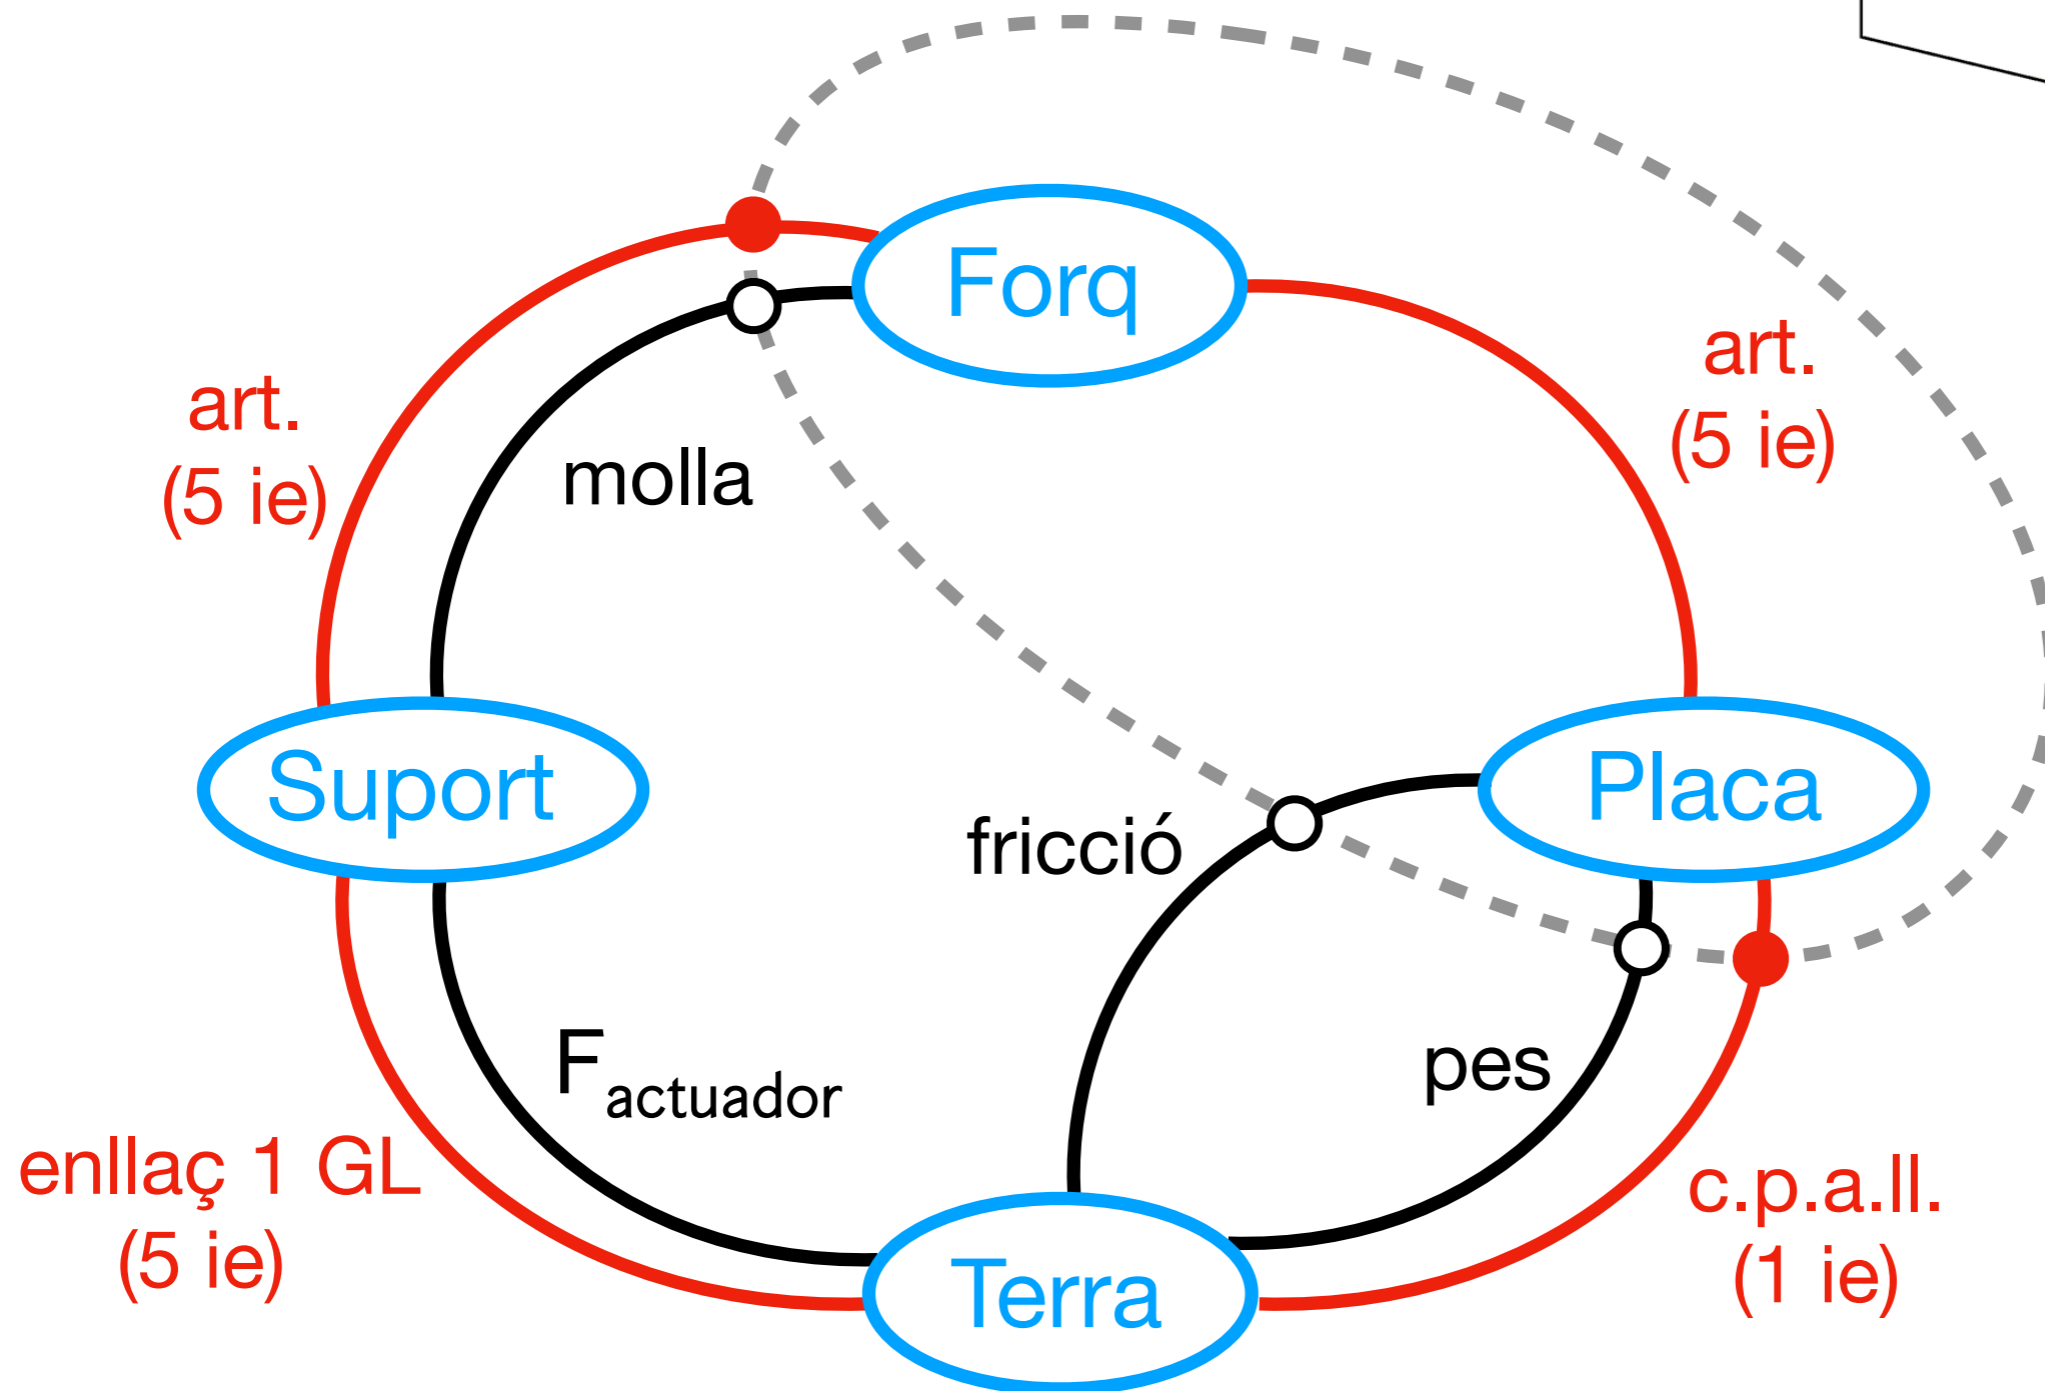 Forq
art.
(5 ie)
art.
(5 ie)
molla
Suport
Placa
fricció
F actuador
pes
enllaç 1 GL
(5 ie)
c.p.a.ll.
(1 ie)
Terra